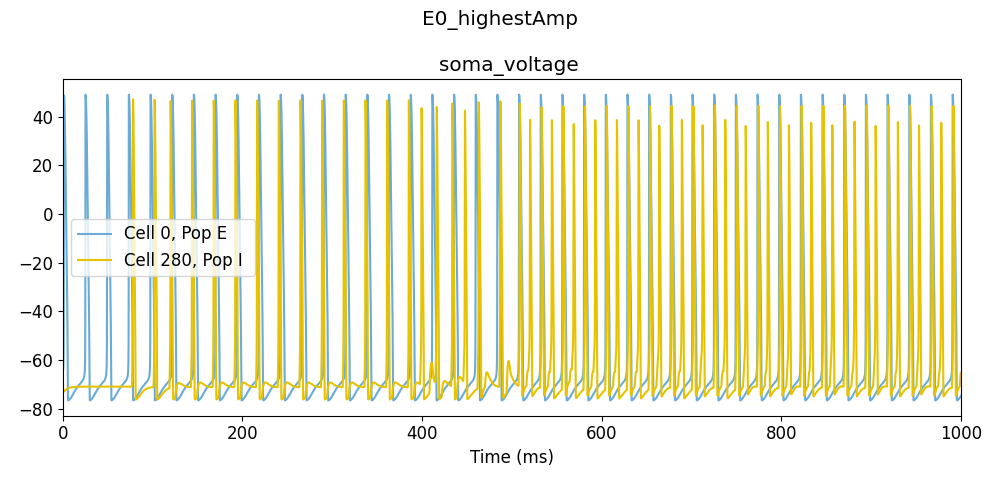 E0_highestAmp
soma_voltage
40
20
0
−20
−40
−60
−80
Cell 0, Pop E
Cell 280, Pop I
0 200 400 600 800 1000
Time (ms)